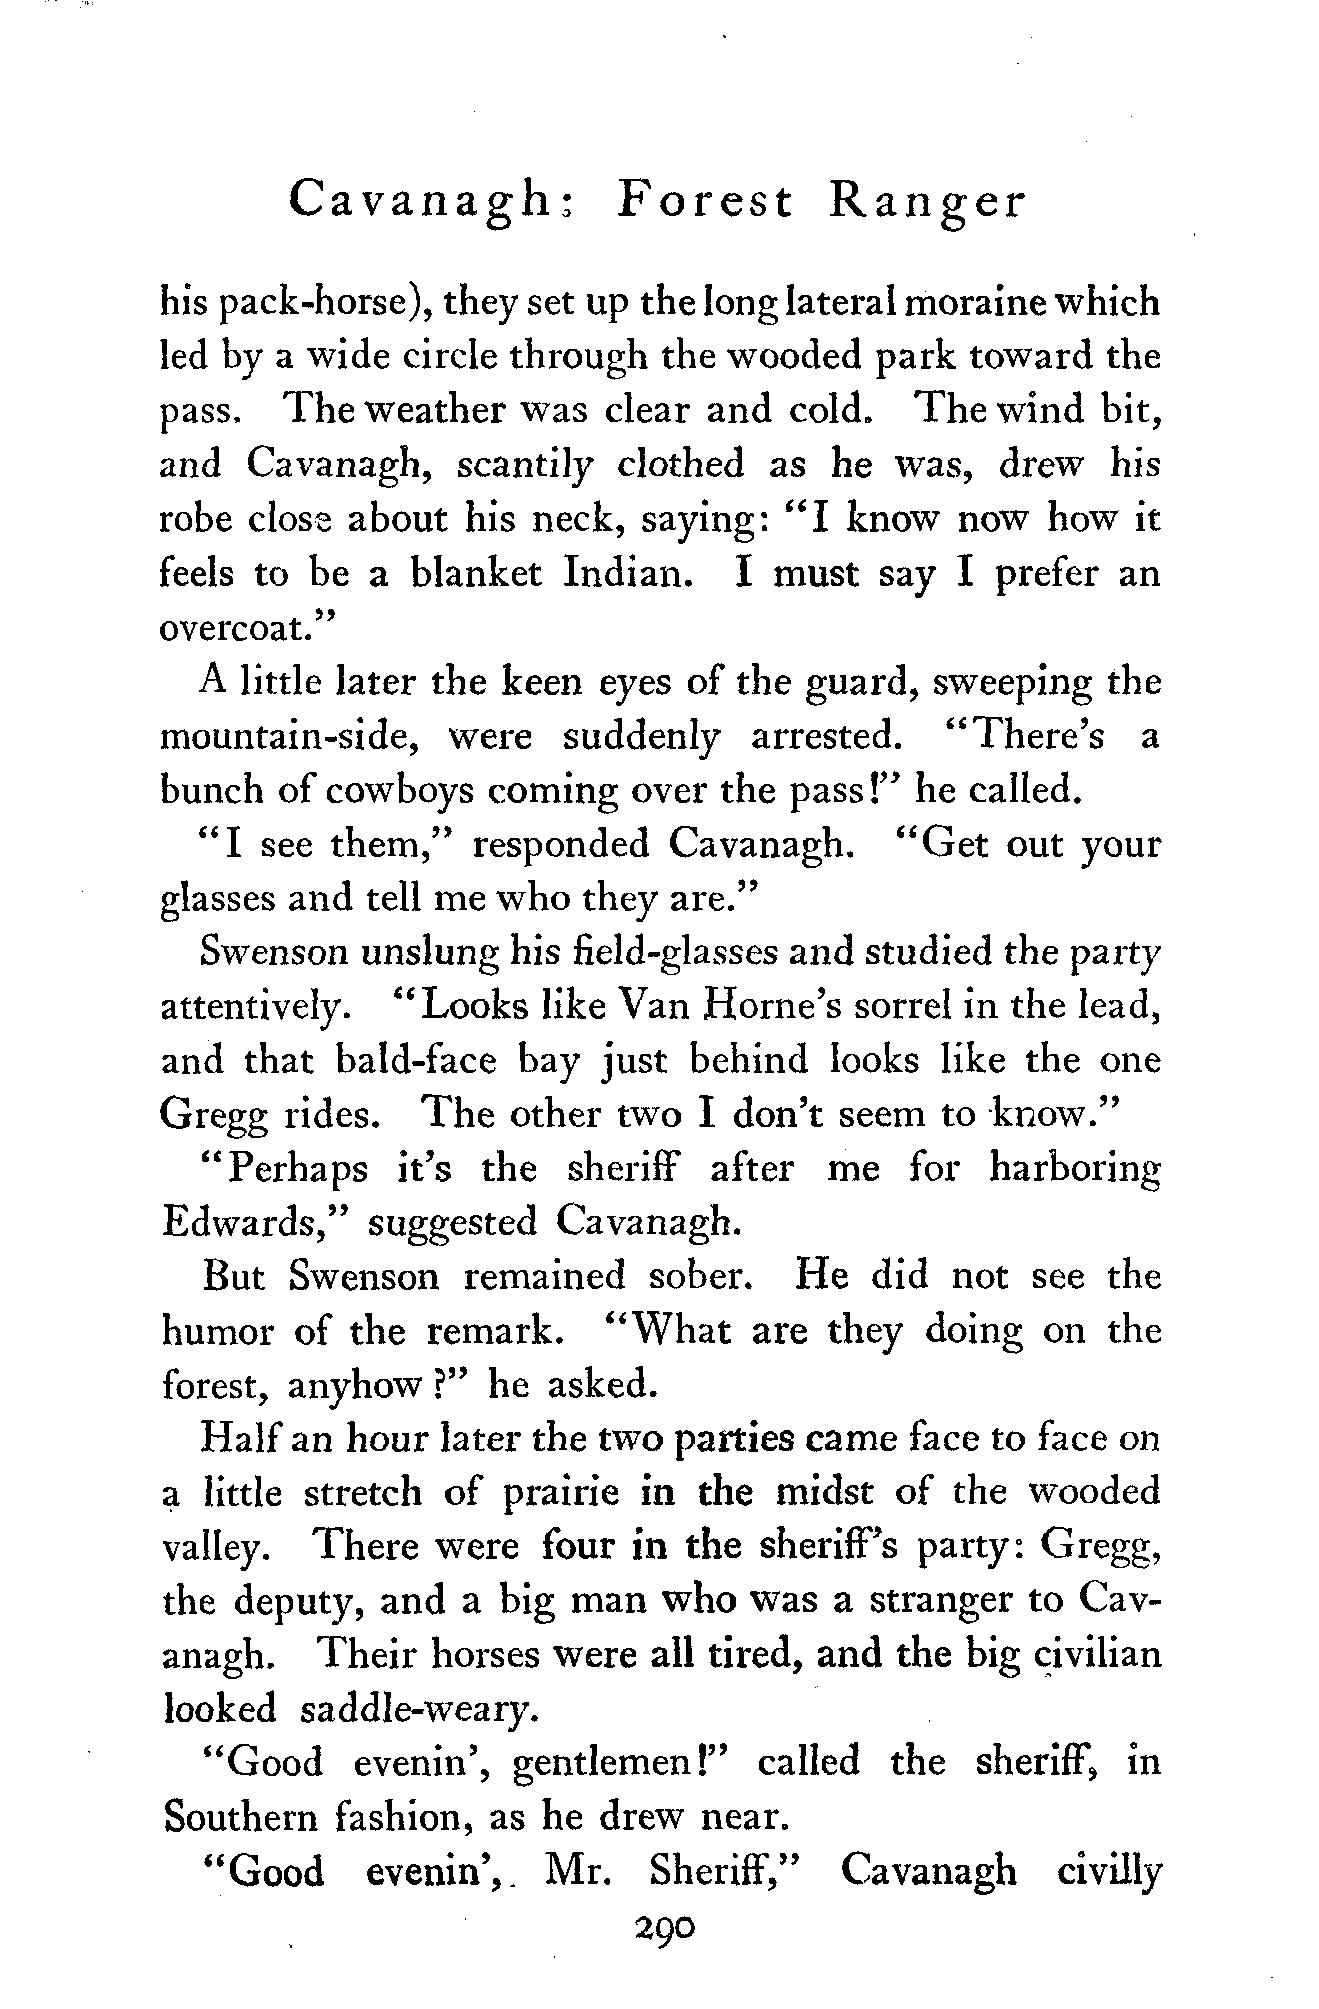 Cavanagh; Forest Ranger
his pack-horse), they set up the long lateral moraine which
led by a wide circle through the wooded park toward the
pass. The weather was clear and cold. The wind bit,
and Cavanagh, scantily clothed as he was, drew his
robe close about his neck, saying: "I know now how it
feels to be a blanket Indian. I must say I prefer an
overcoat."
A little later the keen eyes of the guard, sweeping the
mountain-side, were suddenly arrested. "There's a
bunch of cowboys coming over the pass!" he called.
"I see them," responded Cavanagh. "Get out your
glasses and tell me who they are."
Swenson unslung his field-glasses and studied the party
attentively. "Looks like Van Horne's sorrel in the lead,
and that bald-face bay just behind looks like the one
Gregg rides. The other two I don't seem to know."
"Perhaps it's the sheriff after me for harboring
Edwards," suggested Cavanagh.
But Swenson remained sober. He did not see the
humor of the remark. "What are they doing on the
forest, anyhow?" he asked.
Half an hour later the two parties came face to face on
a little stretch of prairie in the midst of the wooded
valley. There were four in the sheriff's party: Gregg,
the deputy, and a big man who was a stranger to Cav-
anagh. Their horses were all tired, and the big civilian
looked saddle-weary.
"Good evenin', gentlemen!" called the sheriff, in
Southern fashion, as he drew near.
"Good evenin', Mr. Sheriff," Cavanagh civilly
290